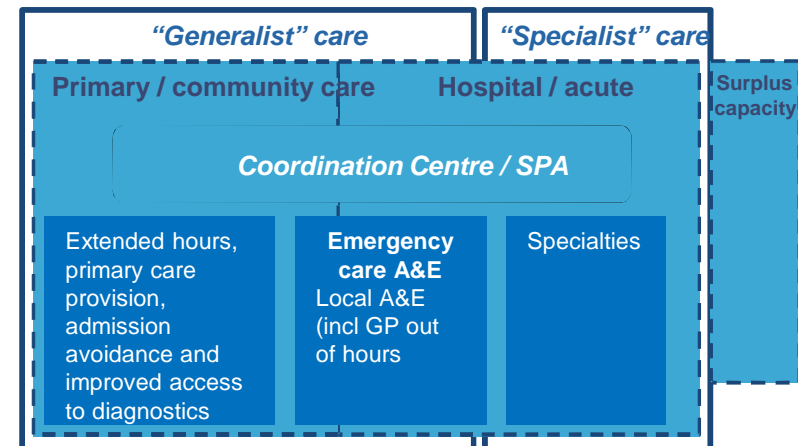 “Generalist” care
“Specialist” care
Primary / community care
Hospital / acute
Surplus
capacity
Coordination Centre / SPA
Extended hours,
primary care
provision,
admission
avoidance and
improved access
to diagnostics
Emergency
care A&E
Local A&E
(incl GP out
of hours
Specialties